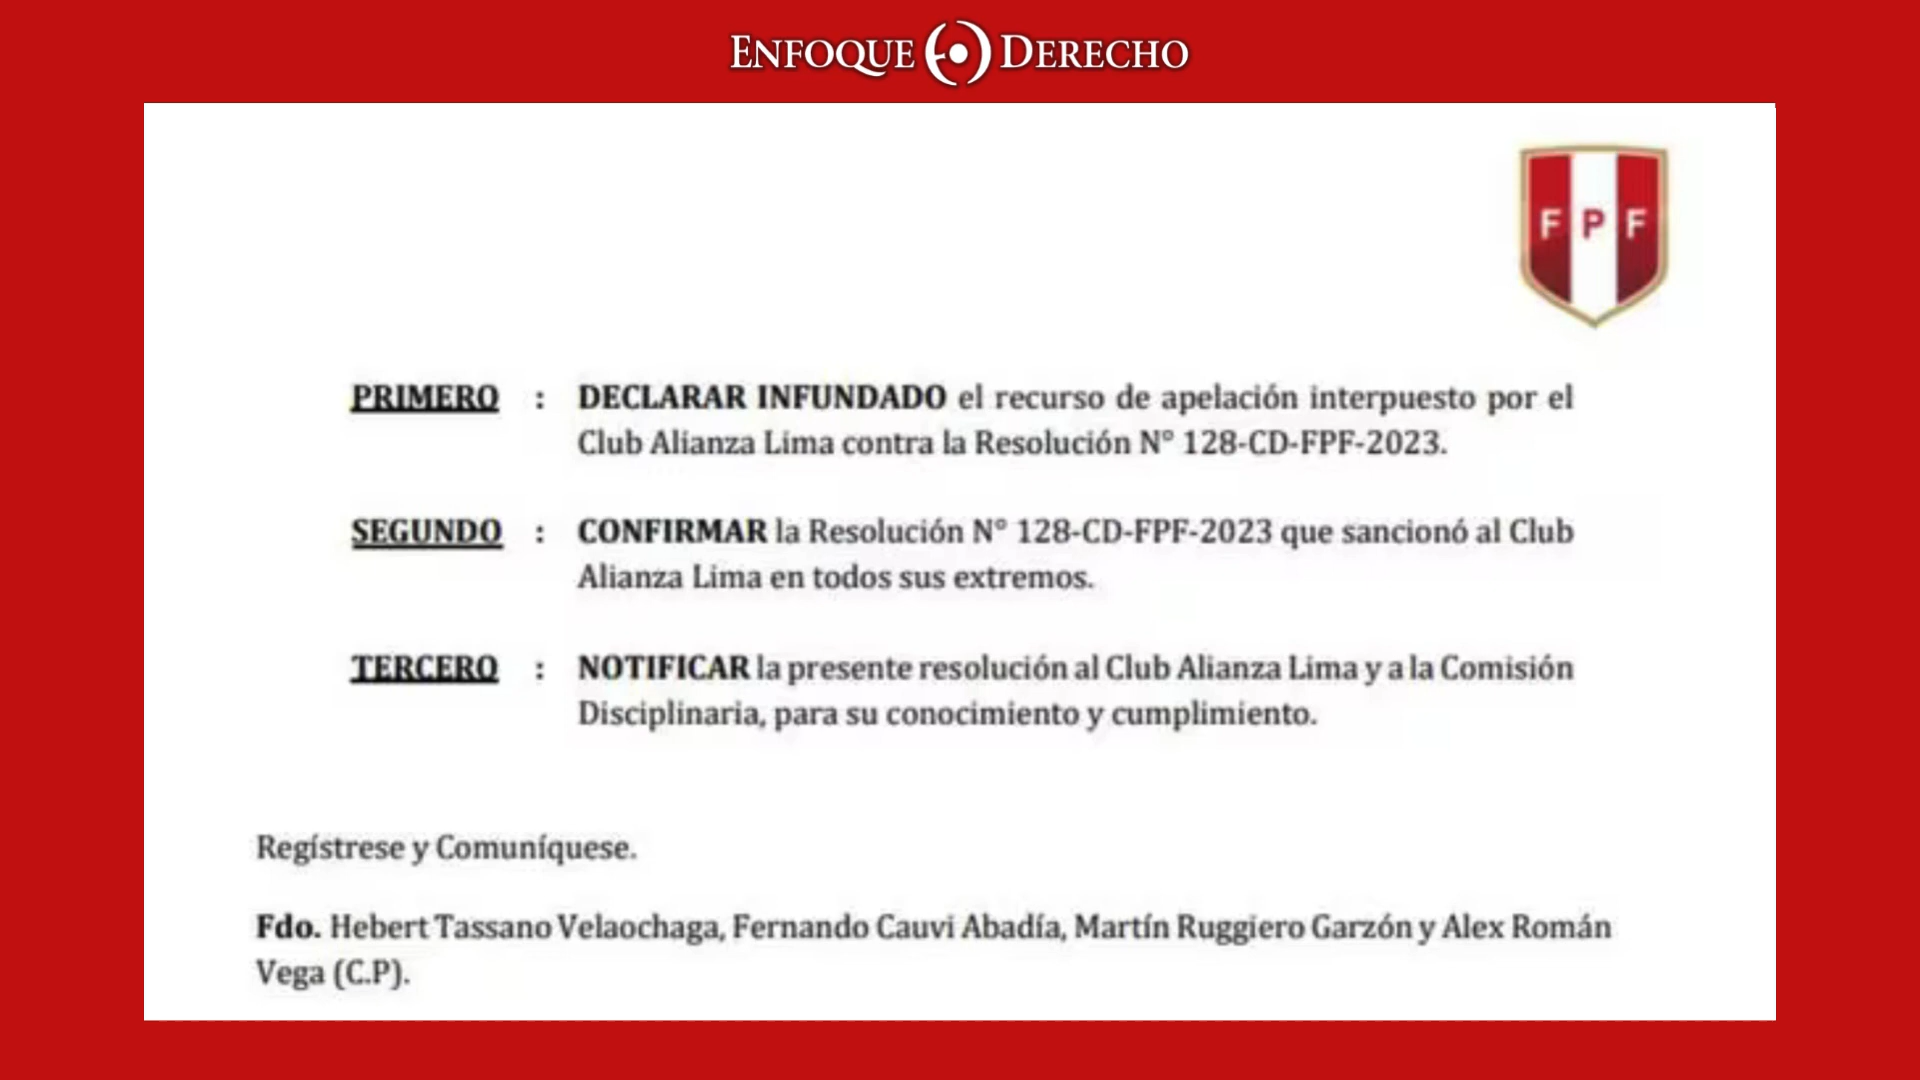 ENFOQUE DERECHO
FPF
PRIMERO : DECLARAR INFUNDADO el recurso de apelación interpuesto por el
Club Alianza Lima contra la Resolución N° 128-CD-FPF-2023.
SEGUNDO : CONFIRMAR la Resolución N° 128-CD-FPF-2023 que sancionó al Club
Alianza Lima en todos sus extremos.
TERCERO : NOTIFICAR la presente resolución al Club Alianza Lima y a la Comisión
Disciplinaria, para su conocimiento y cumplimiento.
Regístrese y Comuníquese.
Fdo. Hebert Tassano Velaochaga, Fernando Cauvi Abadía, Martín Ruggiero Garzón y Alex Román
Vega (C.P).